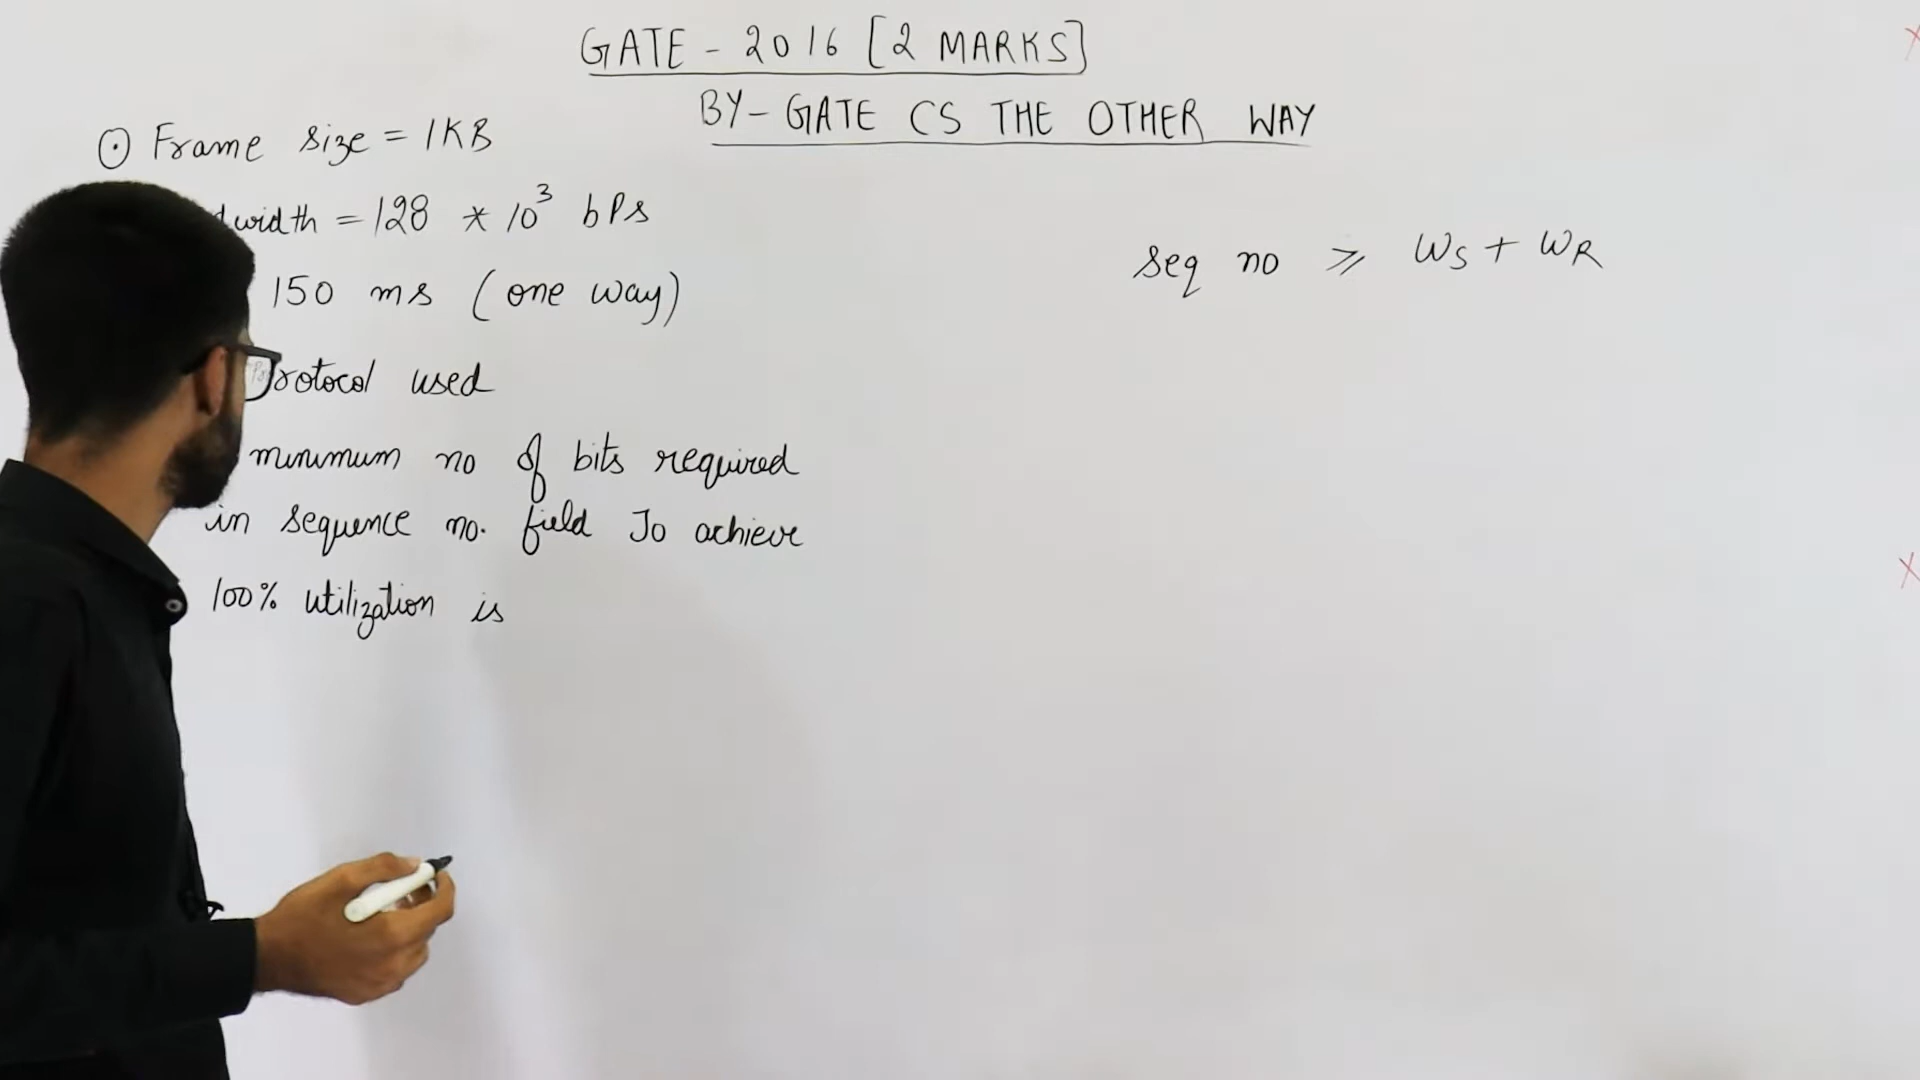 GATE - 2016 [2 MARKS]
BY - GATE CS THE OTHER WAY
⊙ Frame size = 1KB
dwidth = 128 * 10³ bPs
150 ms (one way)
Protocol used
minimum no of bits required
in sequence no. field To achieve
100% utilization is
Seq no ≥ WS + WR